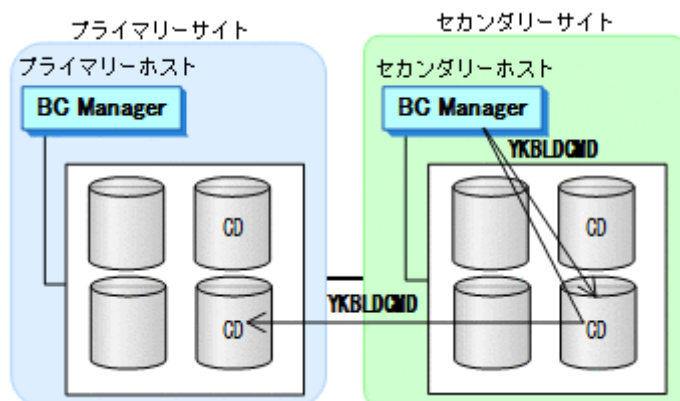 プライマリーサイト
プライマリーホスト
BC Manager
CD
CD
セカンダリーサイト
セカンダリーホスト
BC Manager
YKBLDCMD
CD
CD
YKBLDCMD